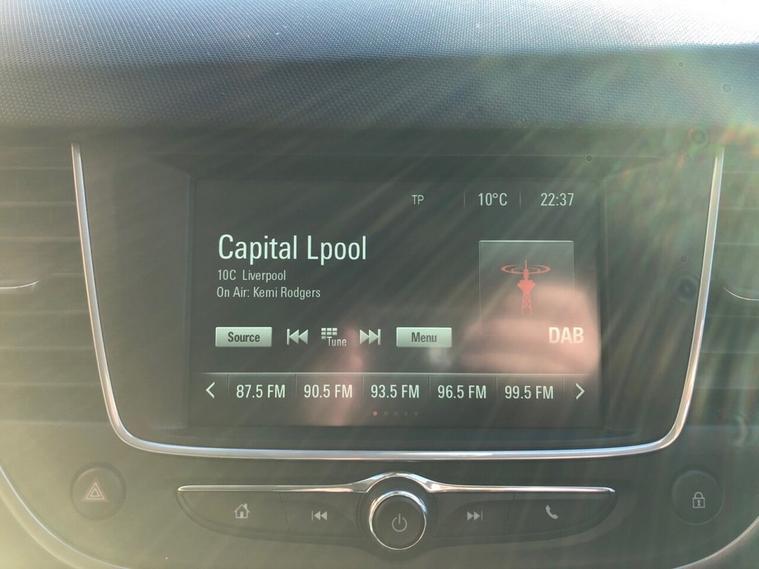 TP 10°C 22:37
Capital Lpool
10C Liverpool
On Air: Kemi Rodgers
Source Tune Menu
DAB
87.5 FM 90.5 FM 93.5 FM 96.5 FM 99.5 FM